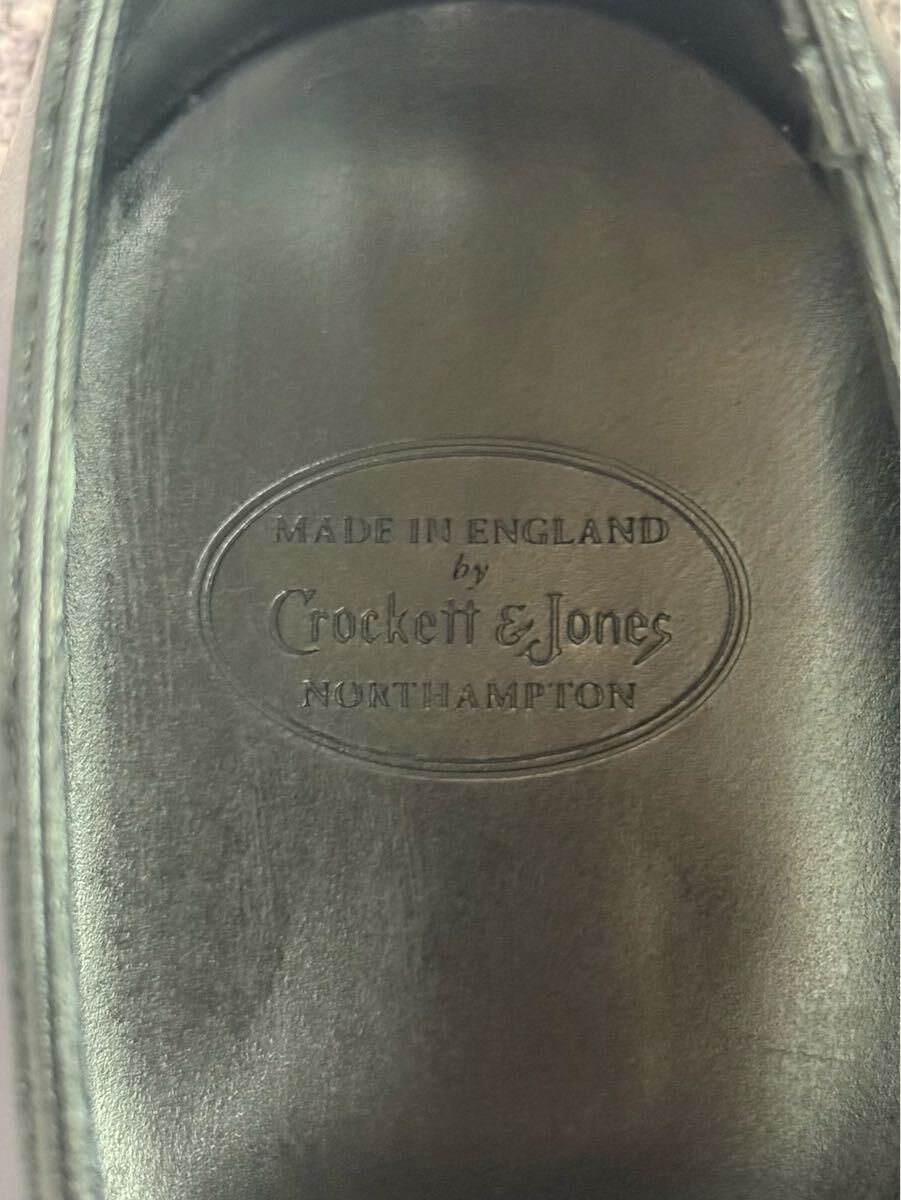 MADE IN ENGLAND
by
Crockett & Jones
NORTHAMPTON